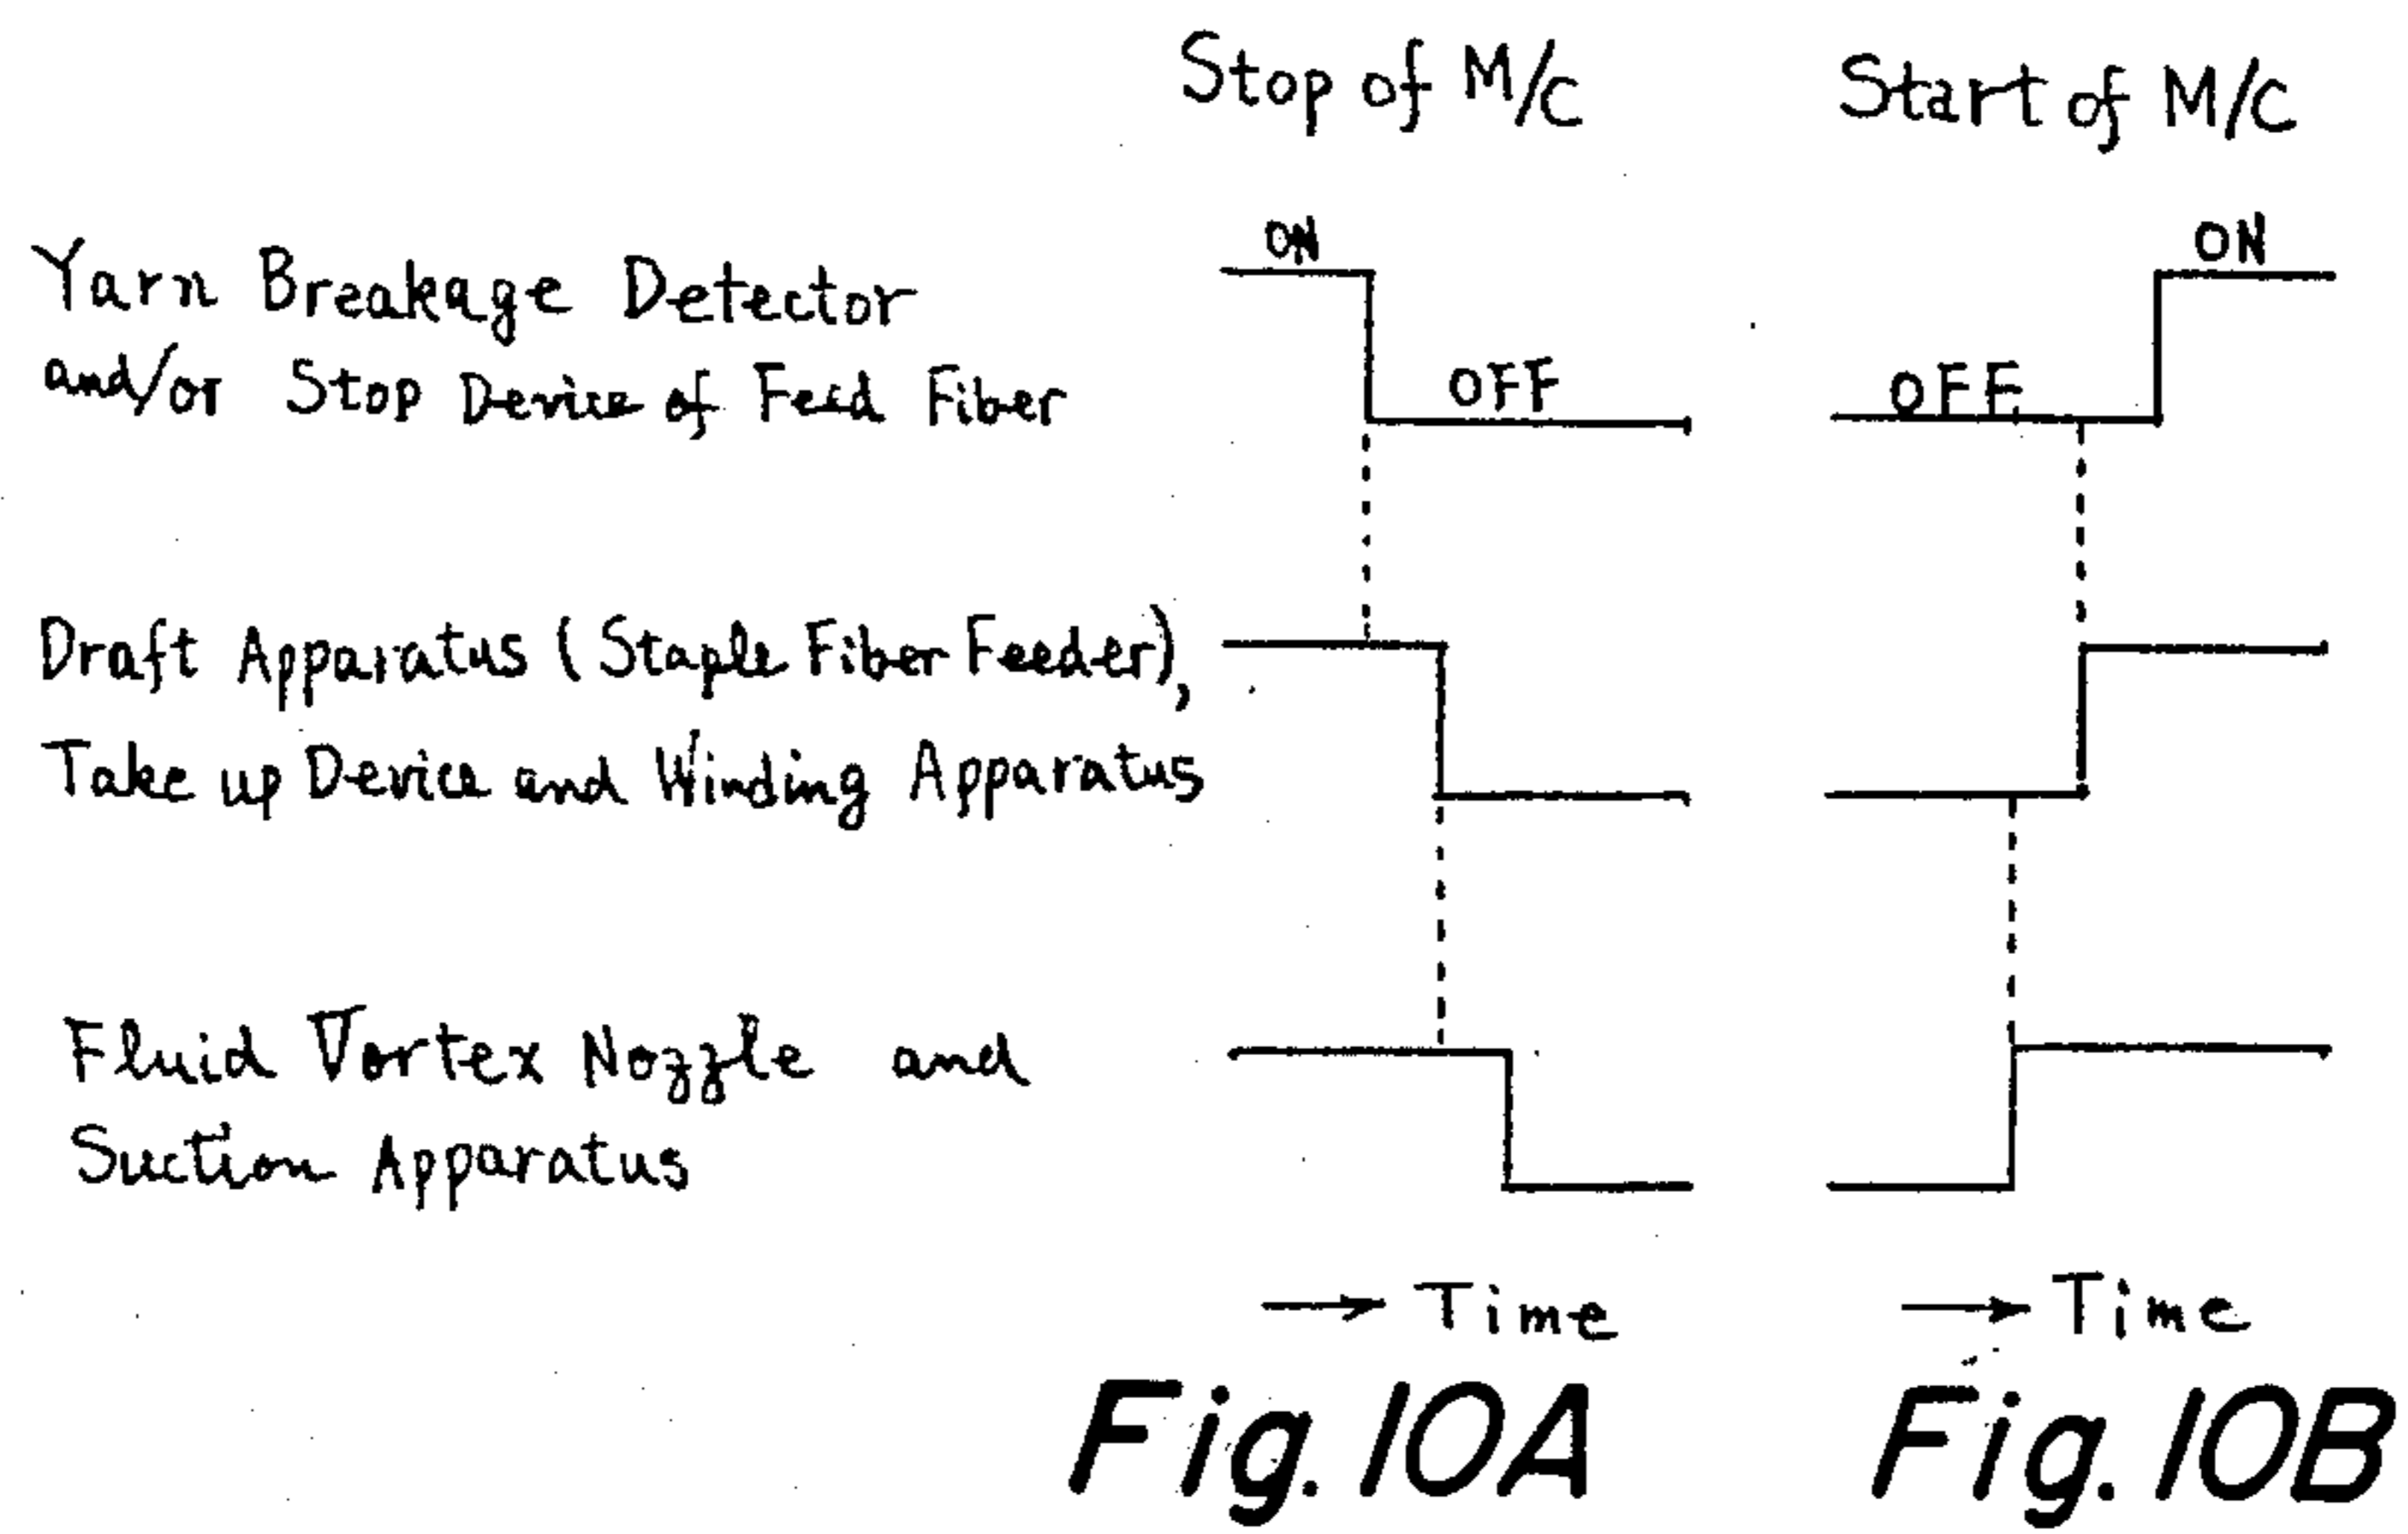 Stop of M/C
Start of M/C
ON
ON
Yarn Breakage Detector
and/or Stop Device of Feed Fiber
OFF
OFF
Draft Apparatus (Staple Fiber Feeder),
Take up Device and Winding Apparatus
Fluid Vortex Nozzle and
Suction Apparatus
→ Time
→ Time
Fig. 10A
Fig. 10B